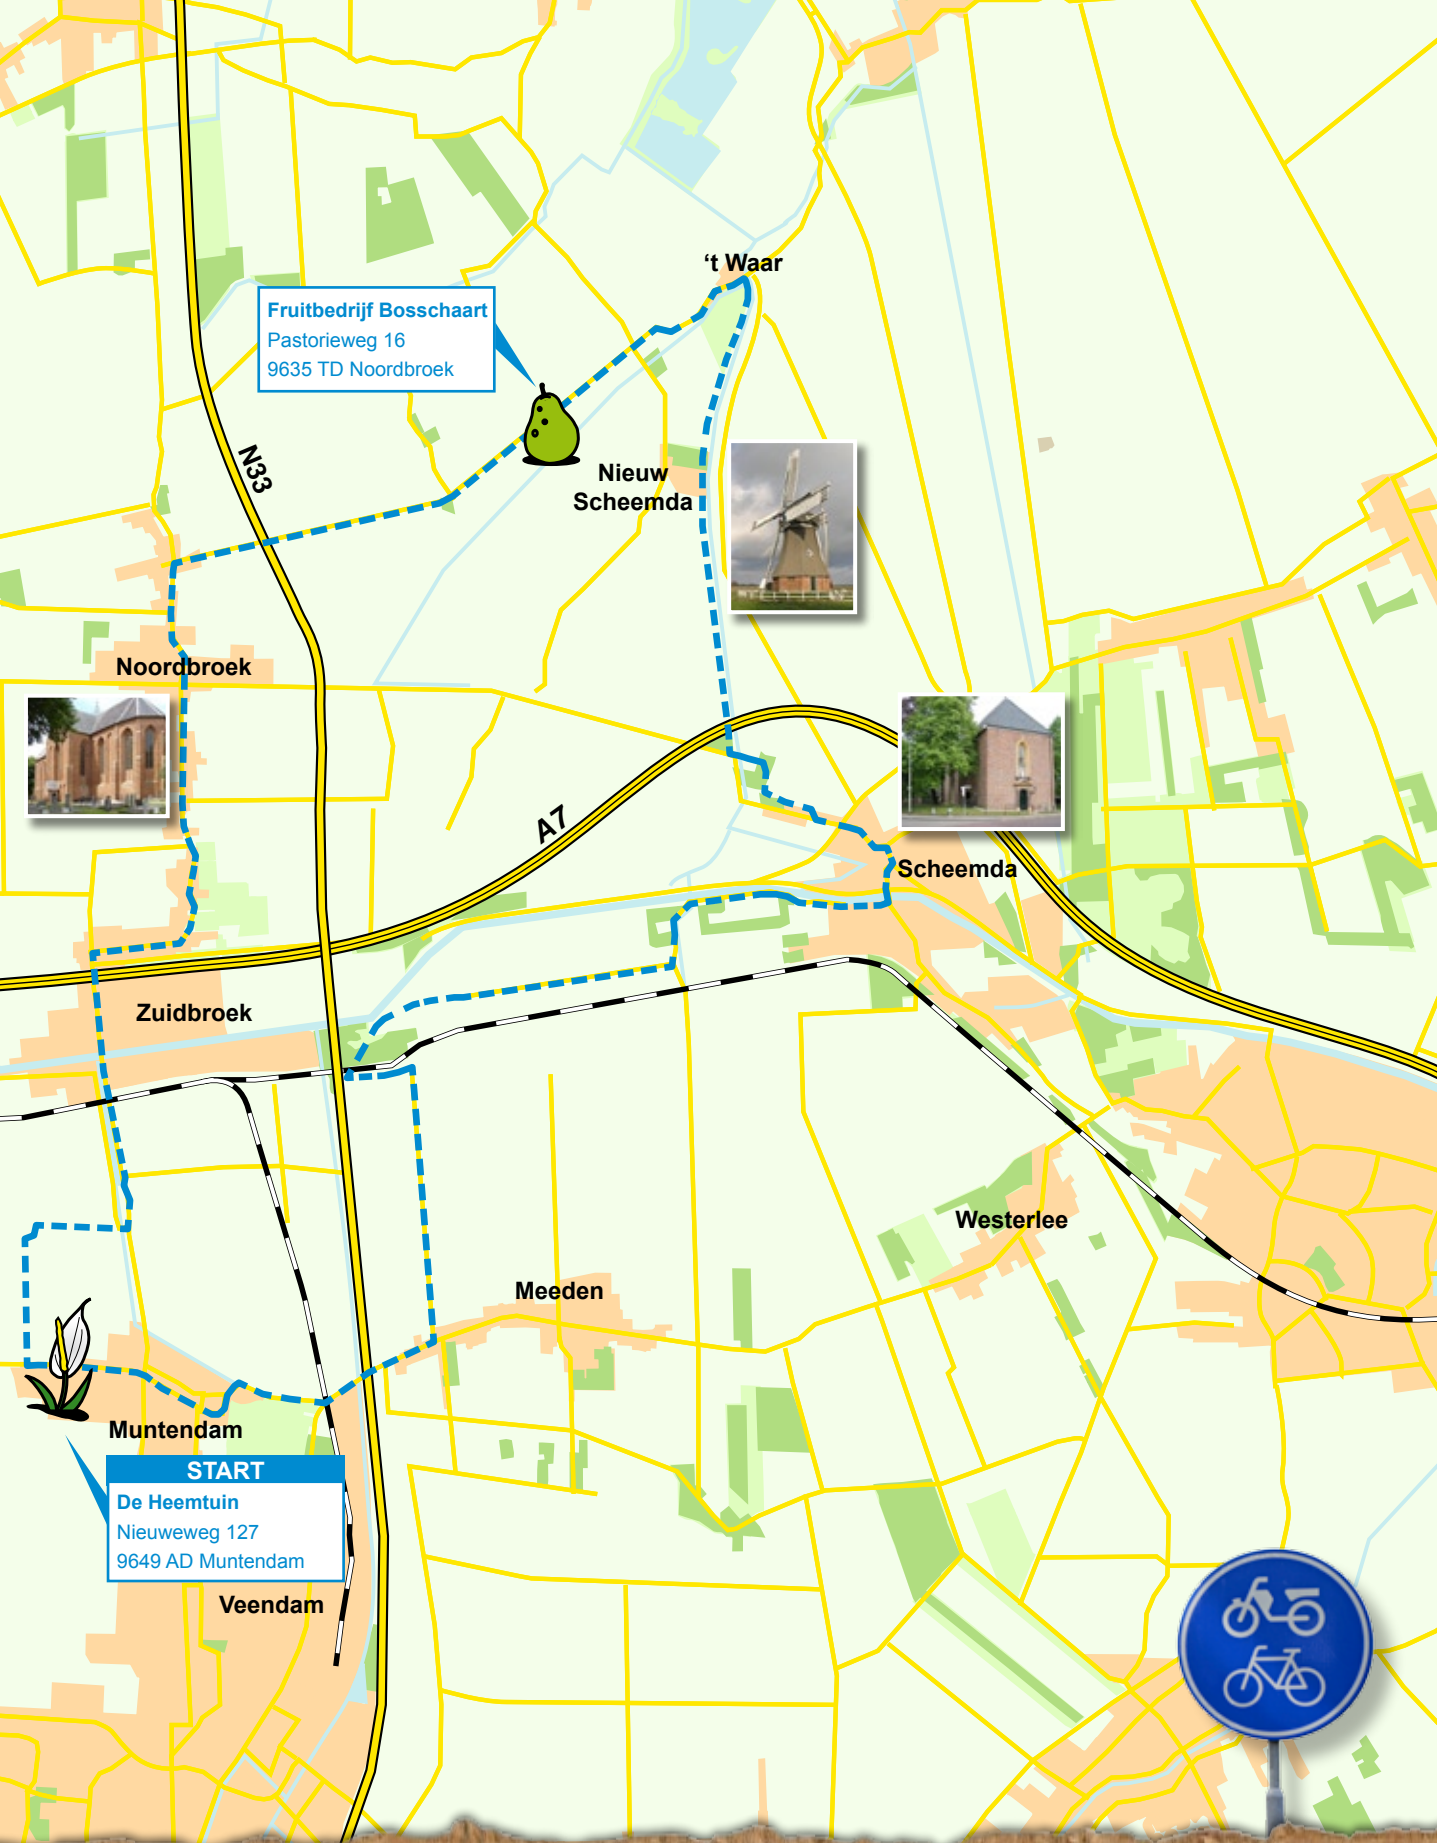 ‘t Waar
Fruitbedrijf Bosschaart
Pastorieweg 16
9635 TD Noordbroek
N33
Nieuw
Scheemda
Noordbroek
A7
Scheemda
Zuidbroek
Westerlee
Meeden
Muntendam
START
De Heemtuin
Nieuweweg 127
9649 AD Muntendam
Veendam